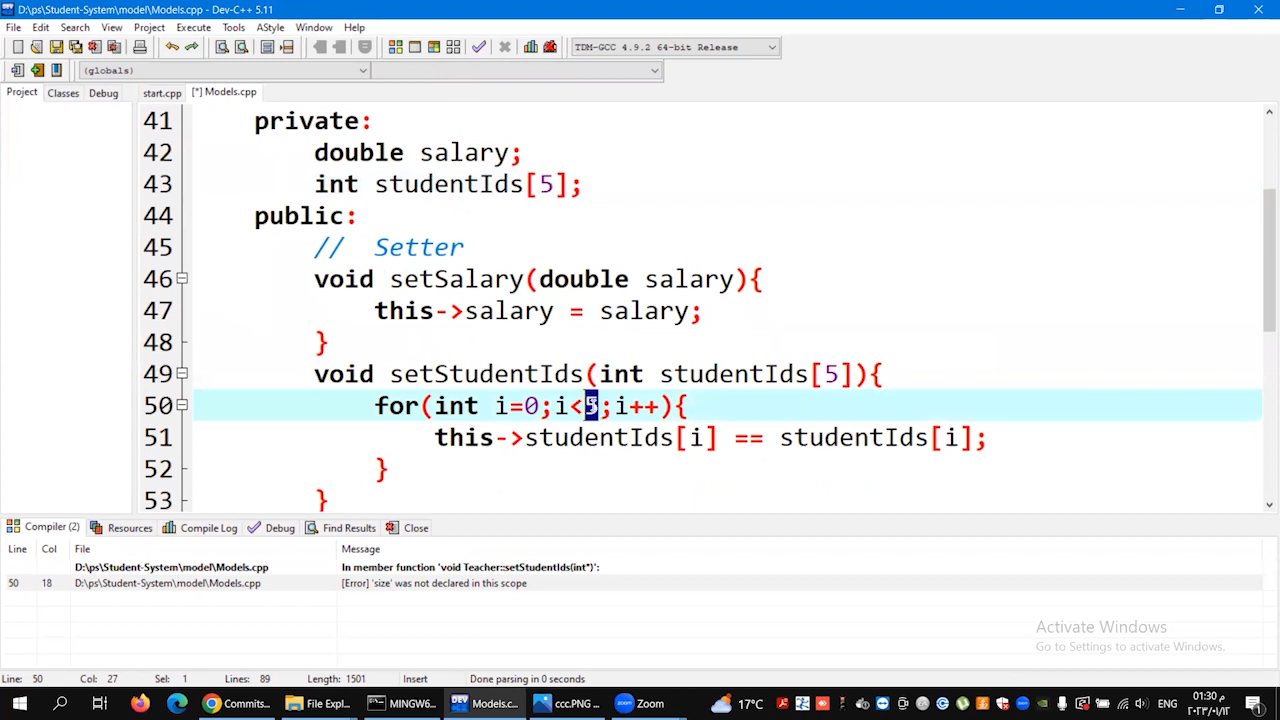 D:\ps\Student-System\model\Models.cpp - Dev-C++ 5.11
File Edit Search View Project Execute Tools AStyle Window Help
TDM-GCC 4.9.2 64-bit Release
(globals)
Project Classes Debug start.cpp [*] Models.cpp
41 private:
42 double salary;
43 int studentIds[5];
44 public:
45 // Setter
46 void setSalary(double salary){
47 this->salary = salary;
48 }
49 void setStudentIds(int studentIds[5]){
50 for(int i=0;i<5;i++){
51 this->studentIds[i] == studentIds[i];
52 }
53 }
Compiler (2) Resources Compile Log Debug Find Results Close
Line Col File Message
D:\ps\Student-System\model\Models.cpp In member function 'void Teacher::setStudentIds(int*)':
50 18 D:\ps\Student-System\model\Models.cpp [Error] 'size' was not declared in this scope
Activate Windows
Go to Settings to activate Windows.
Line: 50 Col: 27 Sel: 1 Lines: 89 Length: 1501 Insert Done parsing in 0 seconds
Commits... File Expl... MINGW6... Models.c... ccc.PNG ... Zoom 17°C ENG 01:30 م